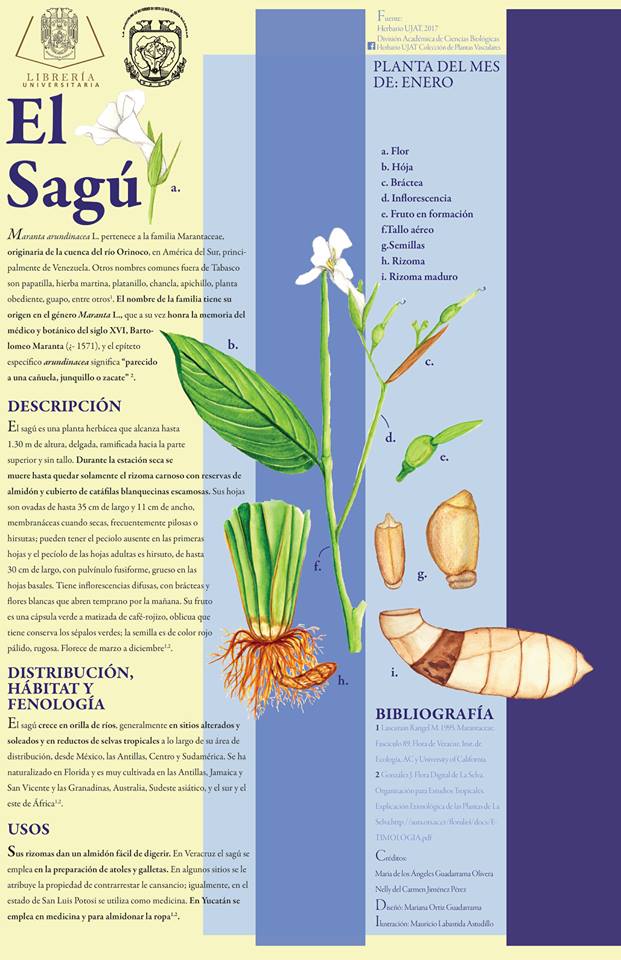 LIBRERÍA
UNIVERSITARIA
El
Sagú
a.
Maranta arundinacea L. pertenece a la familia Marantaceae,
originaria de la cuenca del río Orinoco, en América del Sur, princi-
palmente de Venezuela. Otros nombres comunes fuera de Tabasco
son papatilla, hierba martina, platanillo, chancla, apichillo, planta
obediente, guapo, entre otros¹. El nombre de la familia tiene su
origen en el género Maranta L., que a su vez honra la memoria del
médico y botánico del siglo XVI, Barto-
lomeo Maranta (¿- 1571), y el epíteto
específico arundinacea significa “parecido
a una cañuela, junquillo o zacate” ².
DESCRIPCIÓN
El sagú es una planta herbácea que alcanza hasta
1.30 m de altura, delgada, ramificada hacia la parte
superior y sin tallo. Durante la estación seca se
muere hasta quedar solamente el rizoma carnoso con reservas de
almidón y cubierto de catáfilas blanquecinas escamosas. Sus hojas
son ovadas de hasta 35 cm de largo y 11 cm de ancho,
membranáceas cuando secas, frecuentemente pilosas o
hirsutas; pueden tener el peciolo ausente en las primeras
hojas y el pecíolo de las hojas adultas es hirsuto, de hasta
30 cm de largo, con pulvínulo fusiforme, grueso en las
hojas basales. Tiene inflorescencias difusas, con brácteas y
flores blancas que abren temprano por la mañana. Su fruto
es una cápsula verde a matizada de café-rojizo, oblicua que
tiene conserva los sépalos verdes; la semilla es de color rojo
pálido, rugosa. Florece de marzo a diciembre¹,².
DISTRIBUCIÓN,
HÁBITAT Y
FENOLOGÍA
El sagú crece en orilla de ríos, generalmente en sitios alterados y
soleados y en reductos de selvas tropicales a lo largo de su área de
distribución, desde México, las Antillas, Centro y Sudamérica. Se ha
naturalizado en Florida y es muy cultivada en las Antillas, Jamaica y
San Vicente y las Granadinas, Australia, Sudeste asiático, y el sur y el
este de África¹,².
USOS
Sus rizomas dan un almidón fácil de digerir. En Veracruz el sagú se
emplea en la preparación de atoles y galletas. En algunos sitios se le
atribuye la propiedad de contrarrestar el cansancio; igualmente, en el
estado de San Luis Potosi se utiliza como medicina. En Yucatán se
emplea en medicina y para almidonar la ropa¹,².
Fuente:
Herbario UJAT, 2017
División Académica de Ciencias Biológicas
Herbario UJAT Colección de Plantas Vasculares
PLANTA DEL MES
DE: ENERO
a. Flor
b. Hója
c. Bráctea
d. Inflorescencia
e. Fruto en formación
f.Tallo aéreo
g.Semillas
h. Rizoma
i. Rizoma maduro
b.
c.
d.
e.
f.
g.
h.
i.
BIBLIOGRAFÍA
1 Lascurain Rangel M. 1995. Marantaceae.
Fascículo 89. Flora de Veracruz. Inst. de
Ecología, AC y University of California.
2 González J. Flora Digital de La Selva.
Organización para Estudios Tropicales.
Explicación Etimológica de las Plantas de La
Créditos:
Maria de los Ángeles Guadarrama Olivera
Nelly del Carmen Jiménez Pérez
Diseñó: Mariana Ortiz Guadarrama
Ilustración: Mauricio Labastida Astudillo